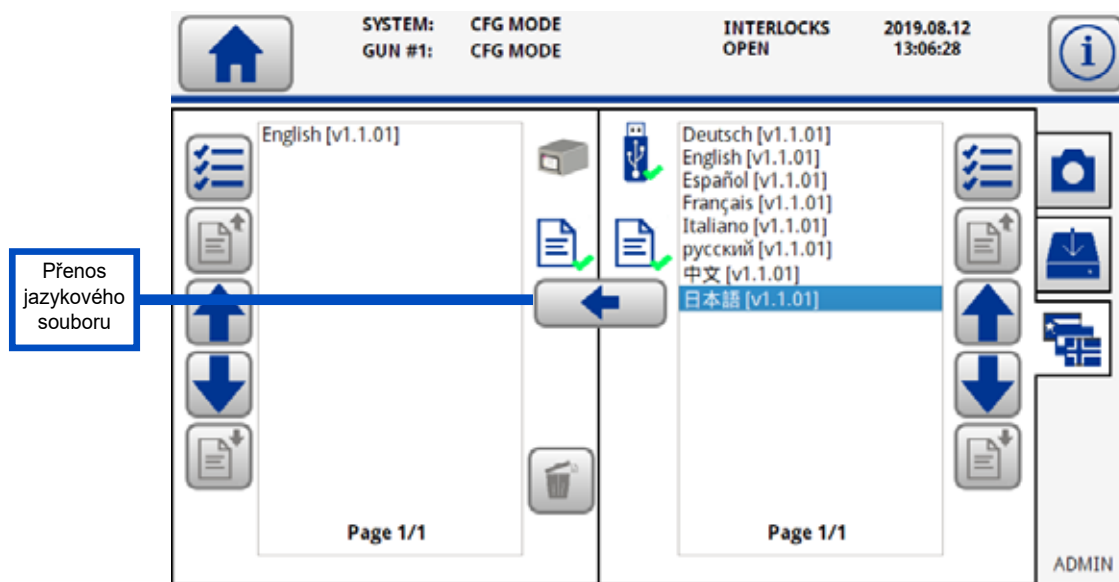 SYSTEM: CFG MODE
GUN #1: CFG MODE
INTERLOCKS
OPEN
2019.08.12
13:06:28
i
Přenos
jazykového
souboru
English [v1.1.01]
Page 1/1
Deutsch [v1.1.01]
English [v1.1.01]
Español [v1.1.01]
Français [v1.1.01]
Italiano [v1.1.01]
русский [v1.1.01]
中文 [v1.1.01]
日本語 [v1.1.01]
Page 1/1
ADMIN